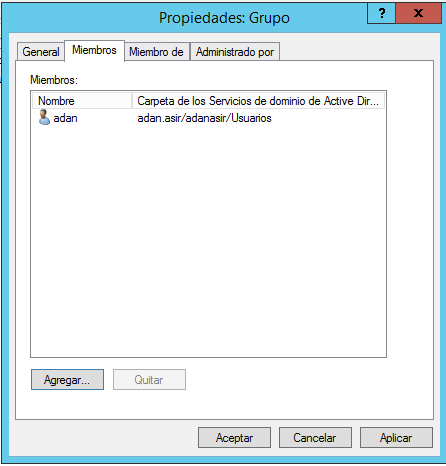 Propiedades: Grupo
? x
General Miembros Miembro de Administrado por
Miembros:
Nombre Carpeta de los Servicios de dominio de Active Dir...
adan adan.asir/adanasir/Usuarios
Agregar... Quitar
Aceptar Cancelar Aplicar